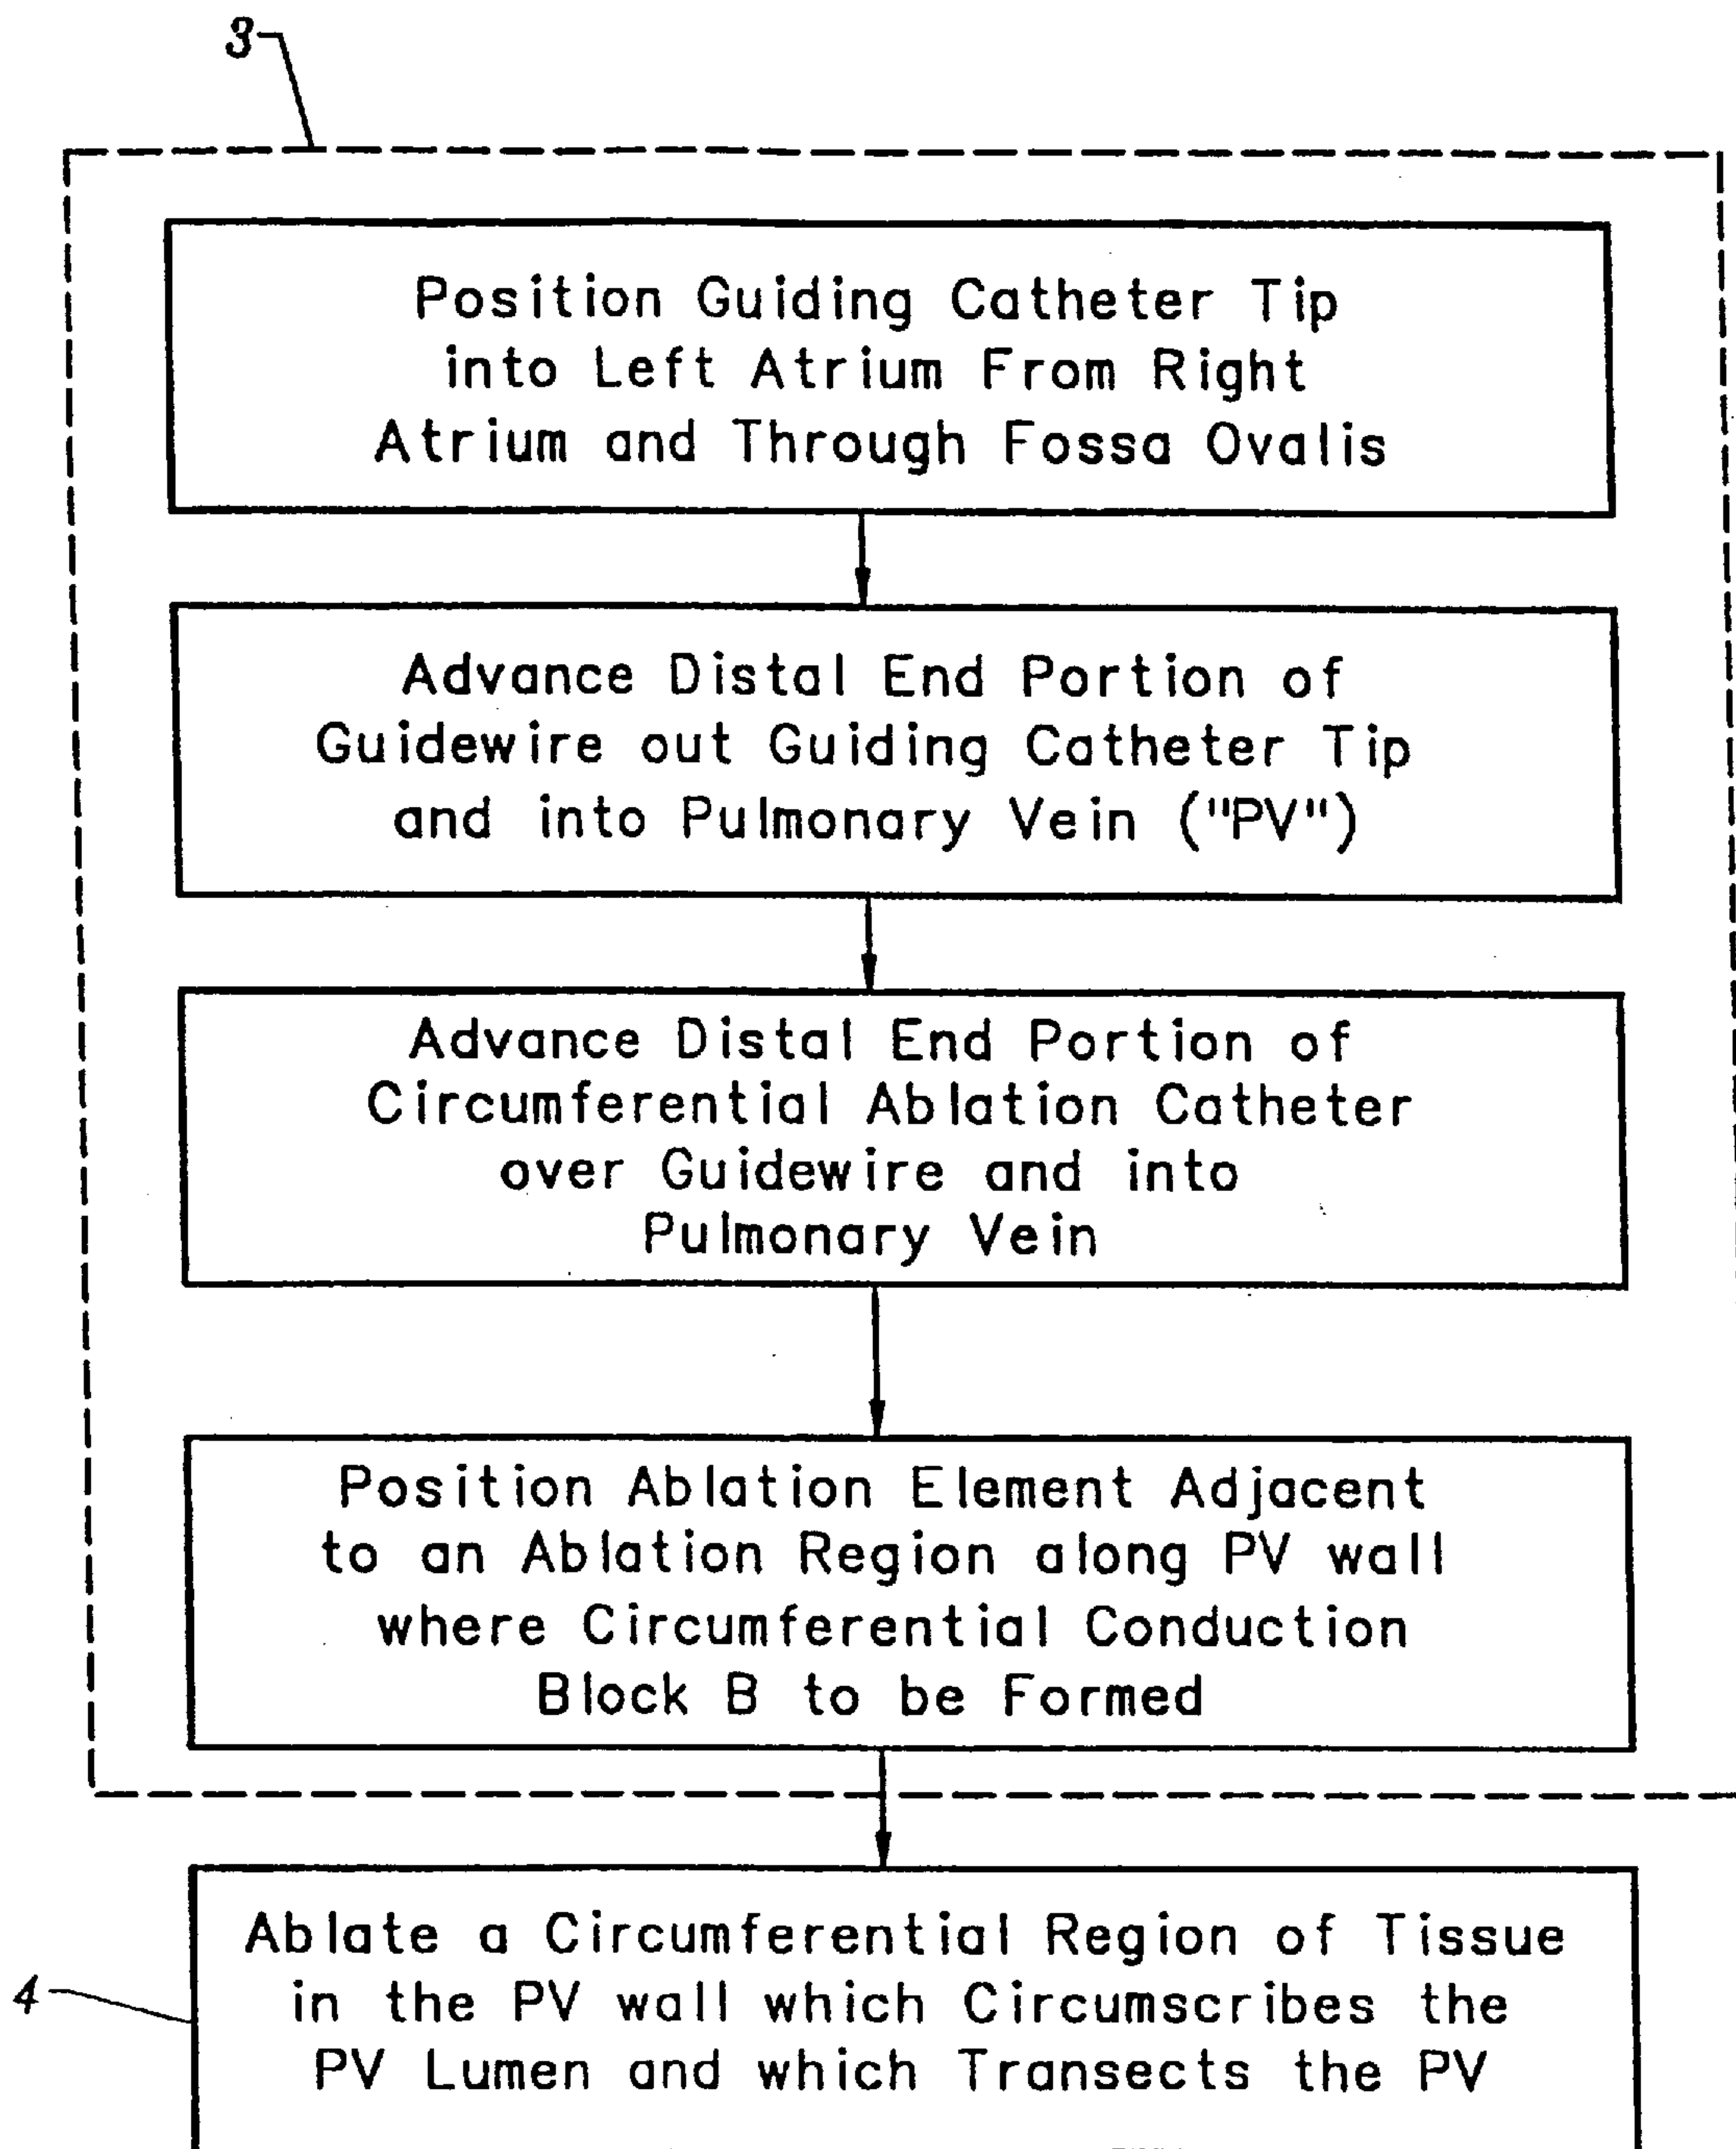 3
Position Guiding Catheter Tip
into Left Atrium From Right
Atrium and Through Fossa Ovalis
Advance Distal End Portion of
Guidewire out Guiding Catheter Tip
and into Pulmonary Vein ("PV")
Advance Distal End Portion of
Circumferential Ablation Catheter
over Guidewire and into
Pulmonary Vein
Position Ablation Element Adjacent
to an Ablation Region along PV wall
where Circumferential Conduction
Block B to be Formed
4
Ablate a Circumferential Region of Tissue
in the PV wall which Circumscribes the
PV Lumen and which Transects the PV